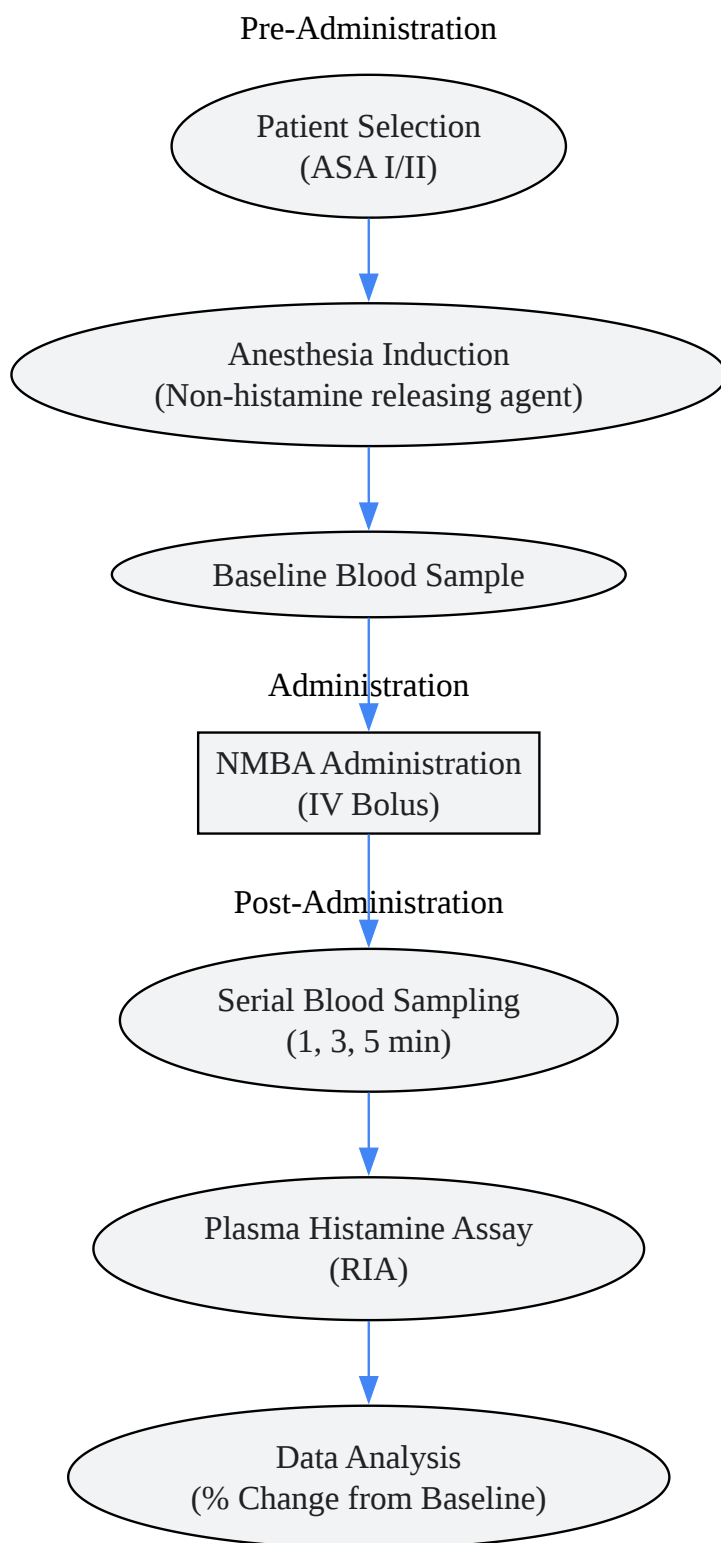 Pre-Administration
Patient Selection
(ASA I/II)
Anesthesia Induction
(Non-histamine releasing agent)
Baseline Blood Sample
Administration
NMBA Administration
(IV Bolus)
Post-Administration
Serial Blood Sampling
(1, 3, 5 min)
Plasma Histamine Assay
(RIA)
Data Analysis
(% Change from Baseline)